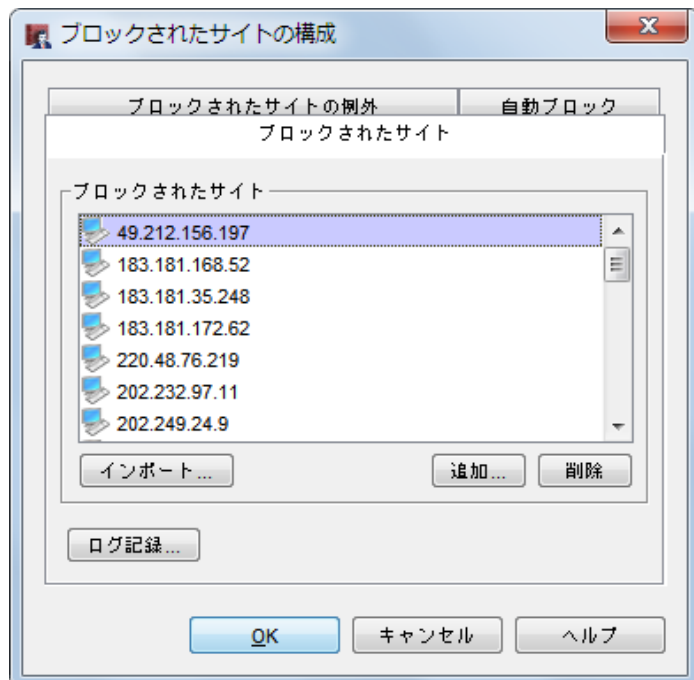 ブロックされたサイトの構成
ブロックされたサイトの例外
自動ブロック
ブロックされたサイト
ブロックされたサイト
49.212.156.197
183.181.168.52
183.181.35.248
183.181.172.62
220.48.76.219
202.232.97.11
202.249.24.9
インポート...
追加...
削除
ログ記録...
OK
キャンセル
ヘルプ